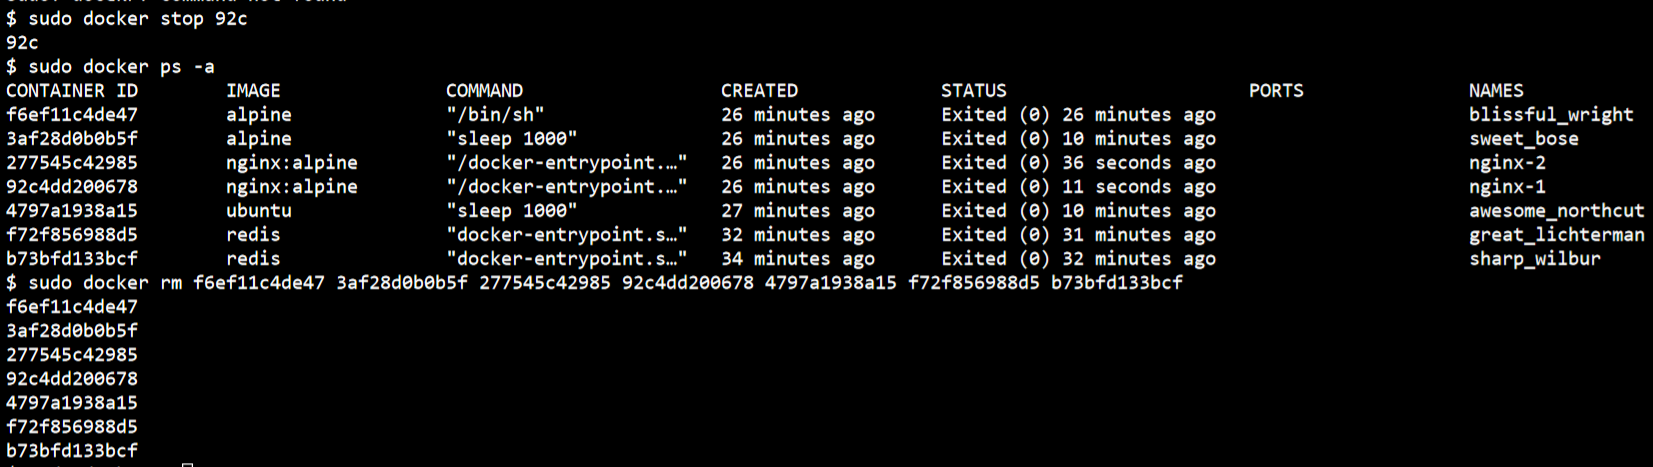 $ sudo docker stop 92c
92c
$ sudo docker ps -a
CONTAINER ID        IMAGE               COMMAND                  CREATED             STATUS                      PORTS               NAMES
f6ef11c4de47        alpine              "/bin/sh"                26 minutes ago      Exited (0) 26 minutes ago                       blissful_wright
3af28d0b0b5f        alpine              "sleep 1000"             26 minutes ago      Exited (0) 10 minutes ago                       sweet_bose
277545c42985        nginx:alpine        "/docker-entrypoint.…"   26 minutes ago      Exited (0) 36 seconds ago                       nginx-2
92c4dd200678        nginx:alpine        "/docker-entrypoint.…"   26 minutes ago      Exited (0) 11 seconds ago                       nginx-1
4797a1938a15        ubuntu              "sleep 1000"             27 minutes ago      Exited (0) 10 minutes ago                       awesome_northcut
f72f856988d5        redis               "docker-entrypoint.s…"   32 minutes ago      Exited (0) 31 minutes ago                       great_lichterman
b73bfd133bcf        redis               "docker-entrypoint.s…"   34 minutes ago      Exited (0) 32 minutes ago                       sharp_wilbur
$ sudo docker rm f6ef11c4de47 3af28d0b0b5f 277545c42985 92c4dd200678 4797a1938a15 f72f856988d5 b73bfd133bcf
f6ef11c4de47
3af28d0b0b5f
277545c42985
92c4dd200678
4797a1938a15
f72f856988d5
b73bfd133bcf